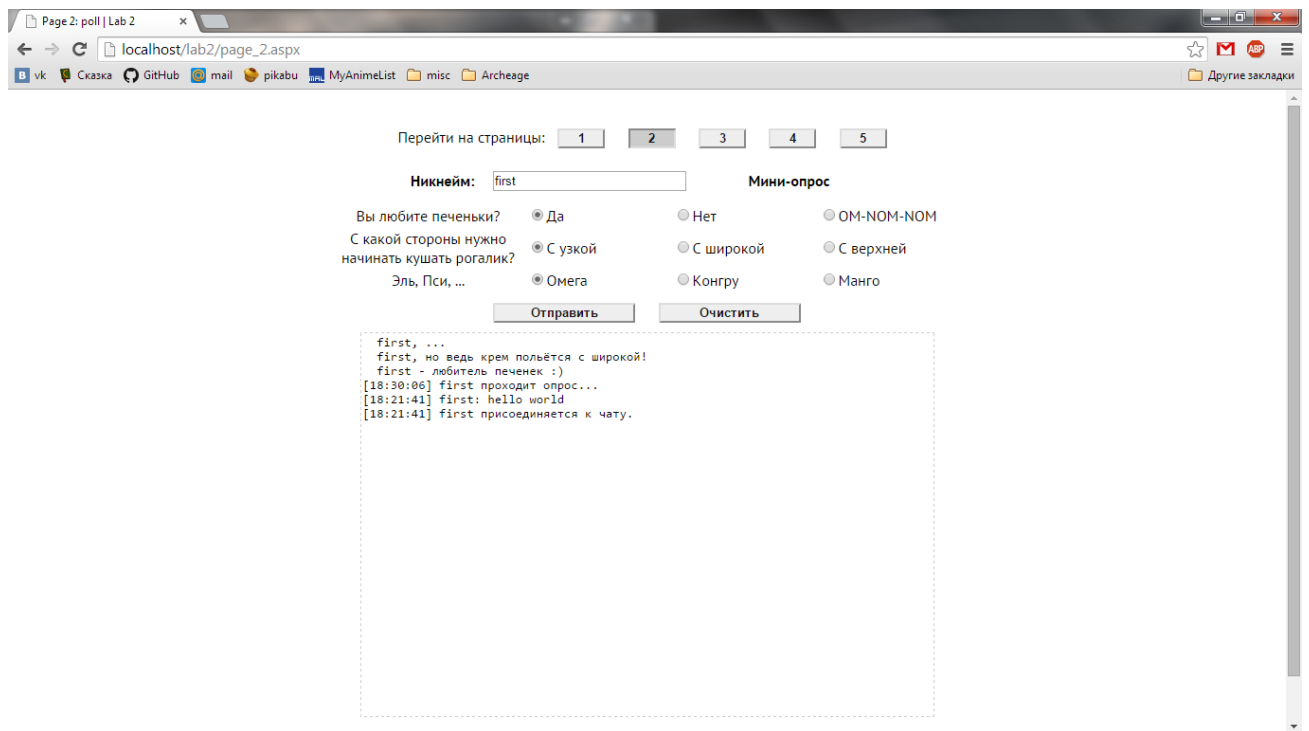 Page 2: poll | Lab 2
localhost/lab2/page_2.aspx
ABP
B vk Сказка GitHub mail pikabu MAL MyAnimeList misc Archeage Другие закладки
Перейти на страницы: 1 2 3 4 5
Никнейм: first Мини-опрос
Вы любите печеньки? Да Нет OM-NOM-NOM
С какой стороны нужно
начинать кушать рогалик? С узкой С широкой С верхней
Эль, Пси, ... Омега Конгру Манго
Отправить Очистить
first, ...
first, но ведь крем польётся с широкой!
first - любитель печенек :)
[18:30:06] first проходит опрос...
[18:21:41] first: hello world
[18:21:41] first присоединяется к чату.